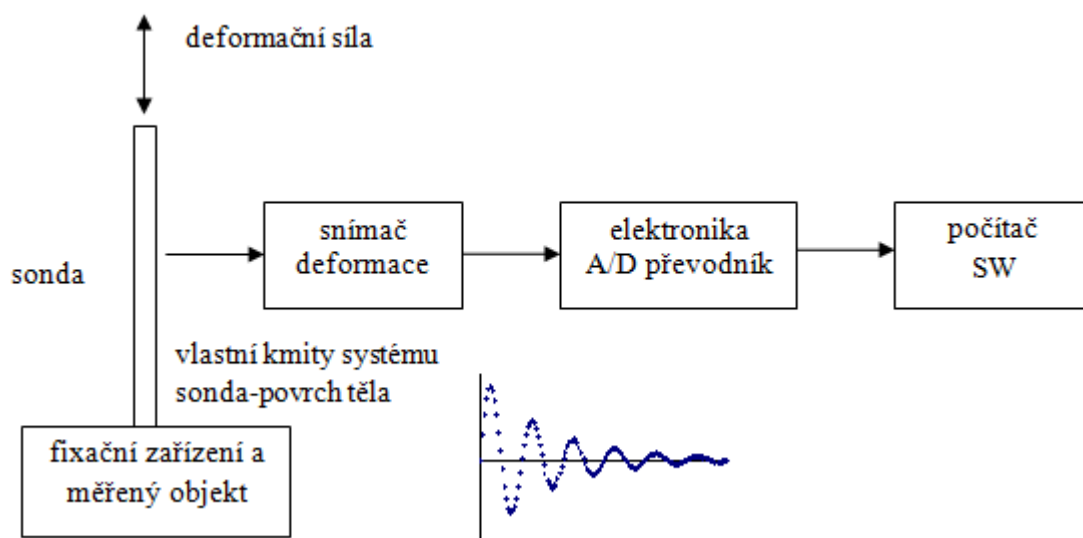 deformační síla
snímač
deformace
elektronika
A/D převodník
počítač
SW
sonda
vlastní kmity systému
sonda-povrch těla
fixační zařízení a
měřený objekt